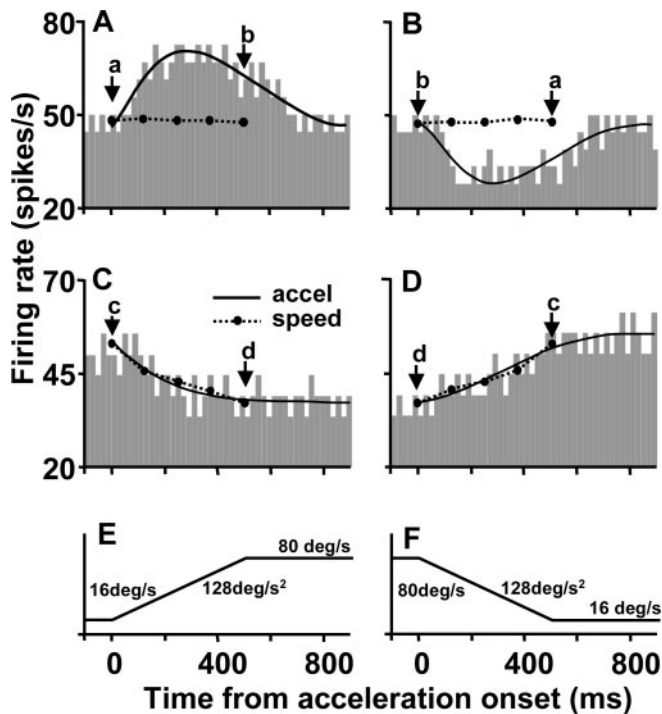 A
B
80
50
20
a
b
b
a
Firing rate (spikes/s)
C
D
70
45
20
c
d
accel
speed
d
c
E
F
16deg/s
128deg/s²
80 deg/s
80deg/s
128deg/s²
16 deg/s
0 400 800 0 400 800
Time from acceleration onset (ms)